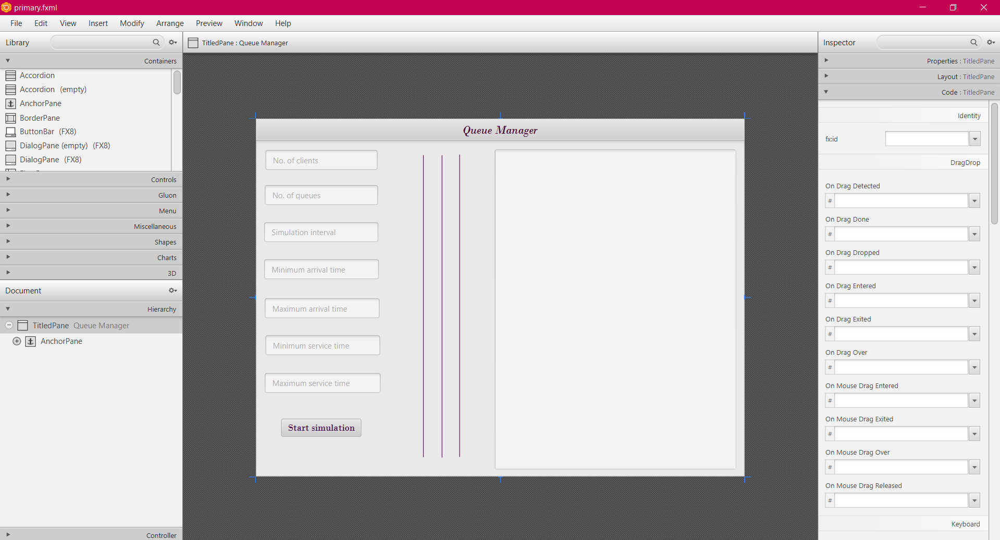 primary.fxml
File Edit View Insert Modify Arrange Preview Window Help
Library
Containers
Accordion
Accordion (empty)
AnchorPane
BorderPane
ButtonBar (FX8)
DialogPane (empty) (FX8)
DialogPane (FX8)
Controls
Gluon
Menu
Miscellaneous
Shapes
Charts
3D
Document
Hierarchy
TitledPane Queue Manager
AnchorPane
Controller
TitledPane : Queue Manager
Queue Manager
No. of clients
No. of queues
Simulation interval
Minimum arrival time
Maximum arrival time
Minimum service time
Maximum service time
Start simulation
Inspector
Properties : TitledPane
Layout : TitledPane
Code : TitledPane
Identity
fx:id
DragDrop
On Drag Detected
#
On Drag Done
#
On Drag Dropped
#
On Drag Entered
#
On Drag Exited
#
On Drag Over
#
On Mouse Drag Entered
#
On Mouse Drag Exited
#
On Mouse Drag Over
#
On Mouse Drag Released
#
Keyboard